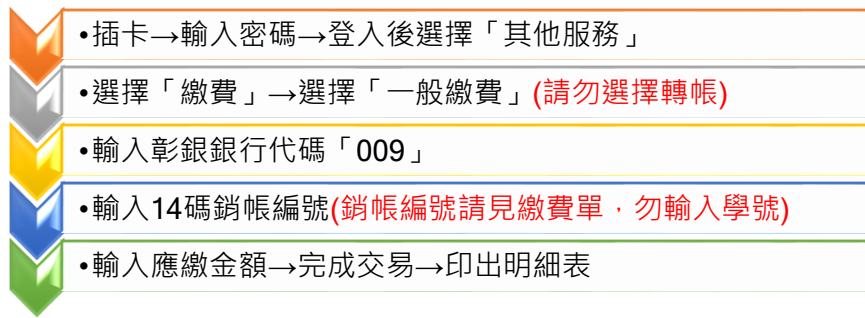 •插卡→輸入密碼→登入後選擇「其他服務」
•選擇「繳費」→選擇「一般繳費」(請勿選擇轉帳)
•輸入彰銀銀行代碼「009」
•輸入14碼銷帳編號(銷帳編號請見繳費單，勿輸入學號)
•輸入應繳金額→完成交易→印出明細表